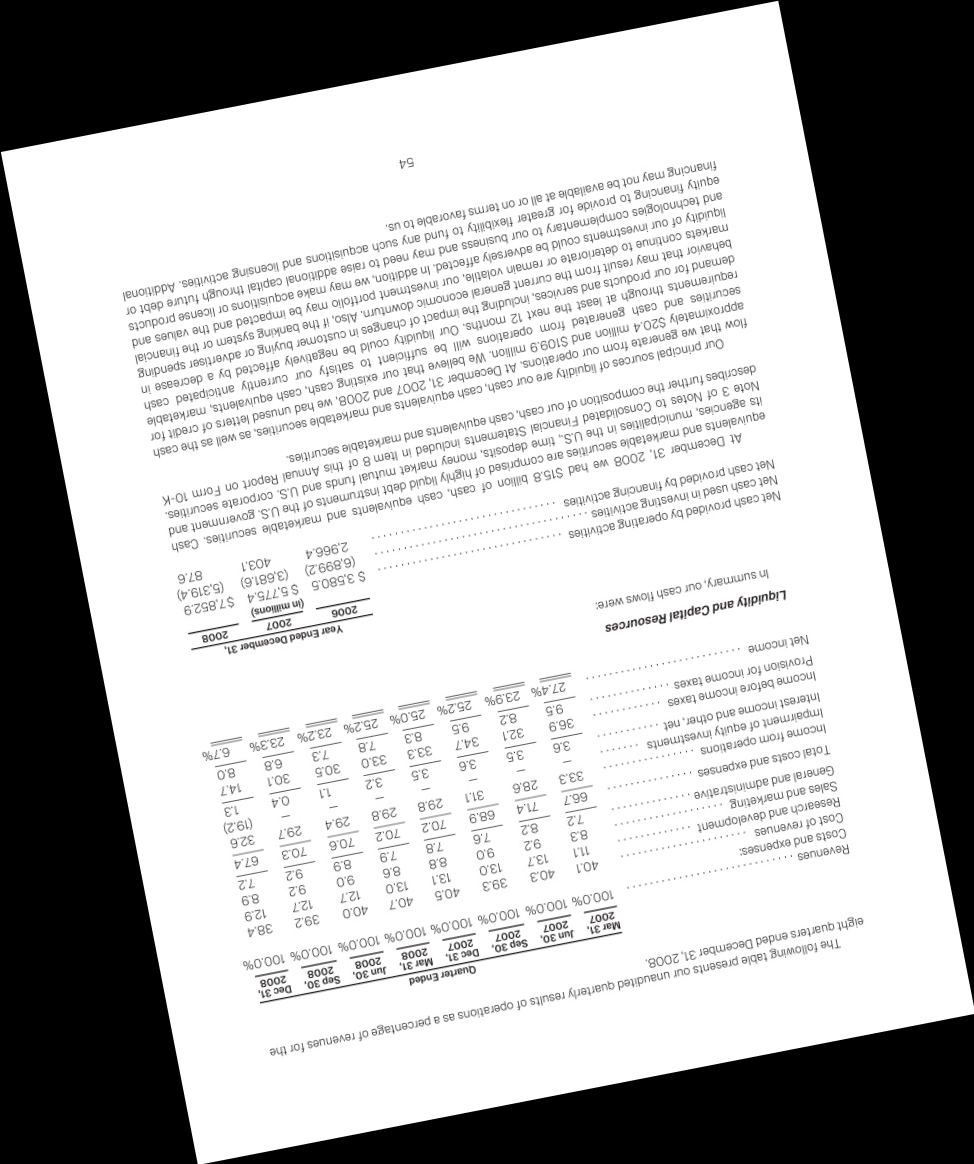 The following table presents our unaudited quarterly results of operations as a percentage of revenues for the
eight quarters ended December 31, 2008.
Quarter Ended
Mar 31, 2007 Jun 30, 2007 Sep 30, 2007 Dec 31, 2007 Mar 31, 2008 Jun 30, 2008 Sep 30, 2008 Dec 31, 2008
Revenues 100.0% 100.0% 100.0% 100.0% 100.0% 100.0% 100.0% 100.0%
Costs and expenses:
Cost of revenues 40.1 40.3 39.3 40.5 40.7 40.0 39.2 38.4
Research and development 11.1 13.7 13.0 13.1 13.0 12.7 12.7 12.9
Sales and marketing 8.3 9.2 9.0 8.8 8.6 9.0 9.2 8.9
General and administrative 7.2 8.2 7.6 7.8 7.9 8.9 9.2 7.2
Total costs and expenses 66.7 71.4 68.9 70.2 70.2 70.6 70.3 67.4
Income from operations 33.3 28.6 31.1 29.8 29.8 29.4 29.7 32.6
Impairment of equity investments — — — — — — — (19.2)
Interest income and other, net 3.6 3.5 3.6 3.5 3.2 1.1 0.4 1.3
Income before income taxes 36.9 32.1 34.7 33.3 33.0 30.5 30.1 14.7
Provision for income taxes 9.5 8.2 9.5 8.3 7.8 7.3 6.8 8.0
Net income 27.4% 23.9% 25.2% 25.0% 25.2% 23.2% 23.3% 6.7%
Liquidity and Capital Resources
In summary, our cash flows were:
Year Ended December 31,
2006 2007 2008
(in millions)
Net cash provided by operating activities $ 3,580.5 $ 5,775.4 $ 7,852.9
Net cash used in investing activities (6,899.2) (3,681.6) (5,319.4)
Net cash provided by financing activities 2,966.4 403.1 87.6
At December 31, 2008 we had $15.8 billion of cash, cash equivalents and marketable securities. Cash
equivalents and marketable securities are comprised of highly liquid debt instruments of the U.S. government and
its agencies, municipalities in the U.S., time deposits, money market mutual funds and U.S. corporate securities.
Note 3 of Notes to Consolidated Financial Statements included in Item 8 of this Annual Report on Form 10-K
describes further the composition of our cash, cash equivalents and marketable securities.
Our principal sources of liquidity are our cash, cash equivalents and marketable securities, as well as the cash
flow that we generate from our operations. At December 31, 2007 and 2008, we had unused letters of credit for
approximately $20.4 million and $109.9 million. We believe that our existing cash, cash equivalents, marketable
securities and cash generated from operations will be sufficient to satisfy our currently anticipated cash
requirements through at least the next 12 months. Our liquidity could be negatively affected by a decrease in
demand for our products and services, including the impact of changes in customer buying or advertiser spending
behavior that may result from the current general economic downturn. Also, if the banking system or the financial
markets continue to deteriorate or remain volatile, our investment portfolio may be impacted and the values and
liquidity of our investments could be adversely affected. In addition, we may make acquisitions or license products
and technologies complementary to our business and may need to raise additional capital through future debt or
equity financing to provide for greater flexibility to fund any such acquisitions and licensing activities. Additional
financing may not be available at all or on terms favorable to us.
54